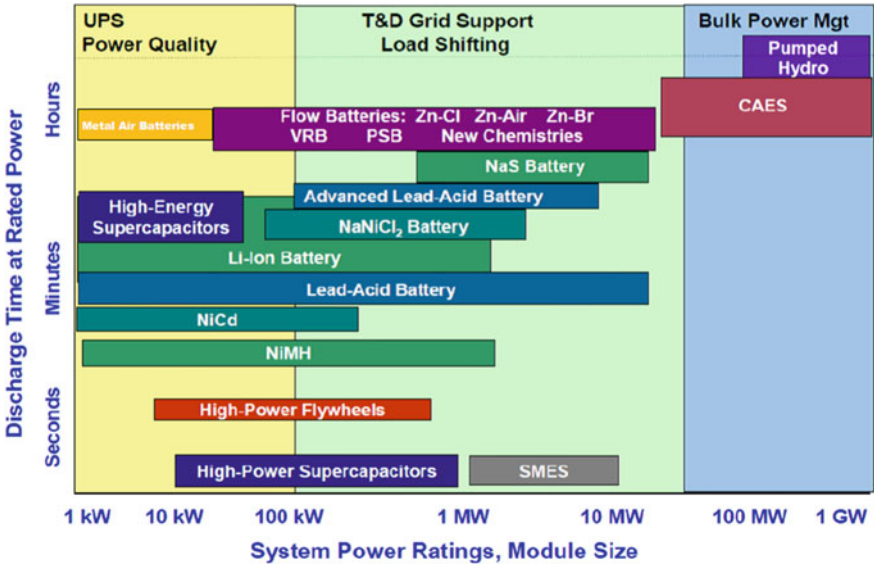 UPS
Power Quality
T&D Grid Support
Load Shifting
Bulk Power Mgt
Pumped
Hydro
CAES
Metal Air Batteries
Flow Batteries: Zn-Cl Zn-Air Zn-Br
VRB PSB New Chemistries
NaS Battery
Advanced Lead-Acid Battery
High-Energy
Supercapacitors
NaNiCl₂ Battery
Li-Ion Battery
Lead-Acid Battery
NiCd
NiMH
High-Power Flywheels
High-Power Supercapacitors
SMES
Discharge Time at Rated Power
Hours
Minutes
Seconds
1 kW 10 kW 100 kW 1 MW 10 MW 100 MW 1 GW
System Power Ratings, Module Size